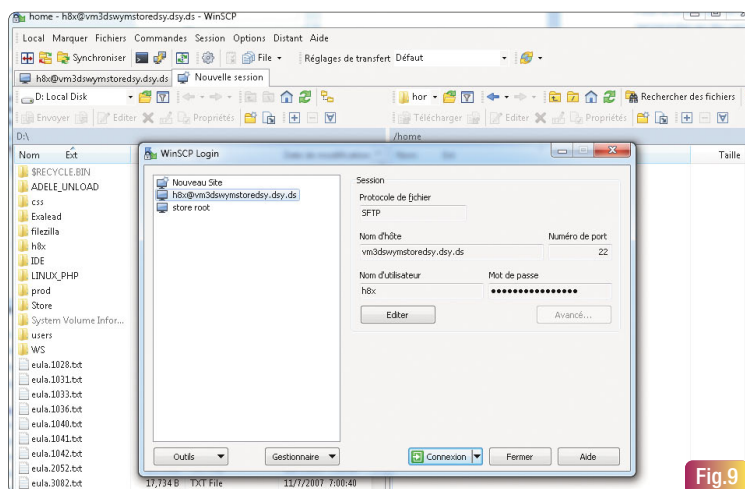 home - h8x@vm3dswymstoredsy.dsy.ds - WinSCP
Local Marquer Fichiers Commandes Session Options Distant Aide
Synchroniser File Réglages de transfert Défaut
h8x@vm3dswymstoredsy.dsy.ds Nouvelle session
D: Local Disk hor Rechercher des fichiers
Envoyer Editer Propriétés Télécharger Editer Propriétés
D:\ /home
Nom Ext Taille
$RECYCLE.BIN
ADELE_UNLOAD
css
Exalead
filezilla
h8x
IDE
LINUX_PHP
prod
Store
System Volume Infor...
users
WS
eula.1028.txt
eula.1031.txt
eula.1033.txt
eula.1036.txt
eula.1040.txt
eula.1041.txt
eula.1042.txt
eula.2052.txt
eula.3082.txt 17,734 B TXT File 11/7/2007 7:00:40
WinSCP Login
Nouveau Site
h8x@vm3dswymstoredsy.dsy.ds
store root
Session
Protocole de fichier
SFTP
Nom d'hôte Numéro de port
vm3dswymstoredsy.dsy.ds 22
Nom d'utilisateur Mot de passe
h8x ••••••••••••••••
Editer Avancé...
Outils Gestionnaire Connexion Fermer Aide
Fig.9